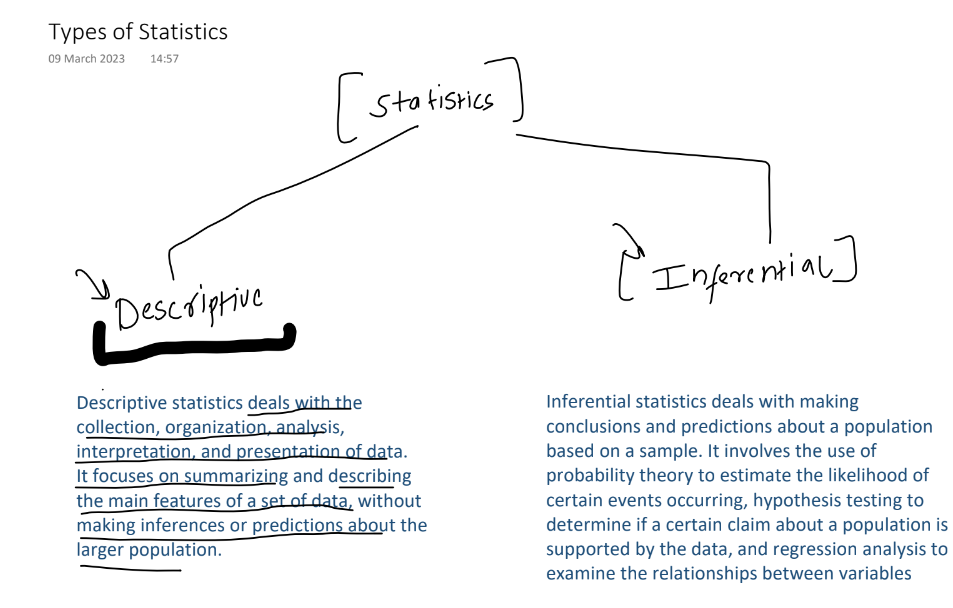 Types of Statistics
09 March 2023 14:57
[Statistics]
Descriptive
[Inferential]
Descriptive statistics deals with the
collection, organization, analysis,
interpretation, and presentation of data.
It focuses on summarizing and describing
the main features of a set of data, without
making inferences or predictions about the
larger population.
Inferential statistics deals with making
conclusions and predictions about a population
based on a sample. It involves the use of
probability theory to estimate the likelihood of
certain events occurring, hypothesis testing to
determine if a certain claim about a population is
supported by the data, and regression analysis to
examine the relationships between variables